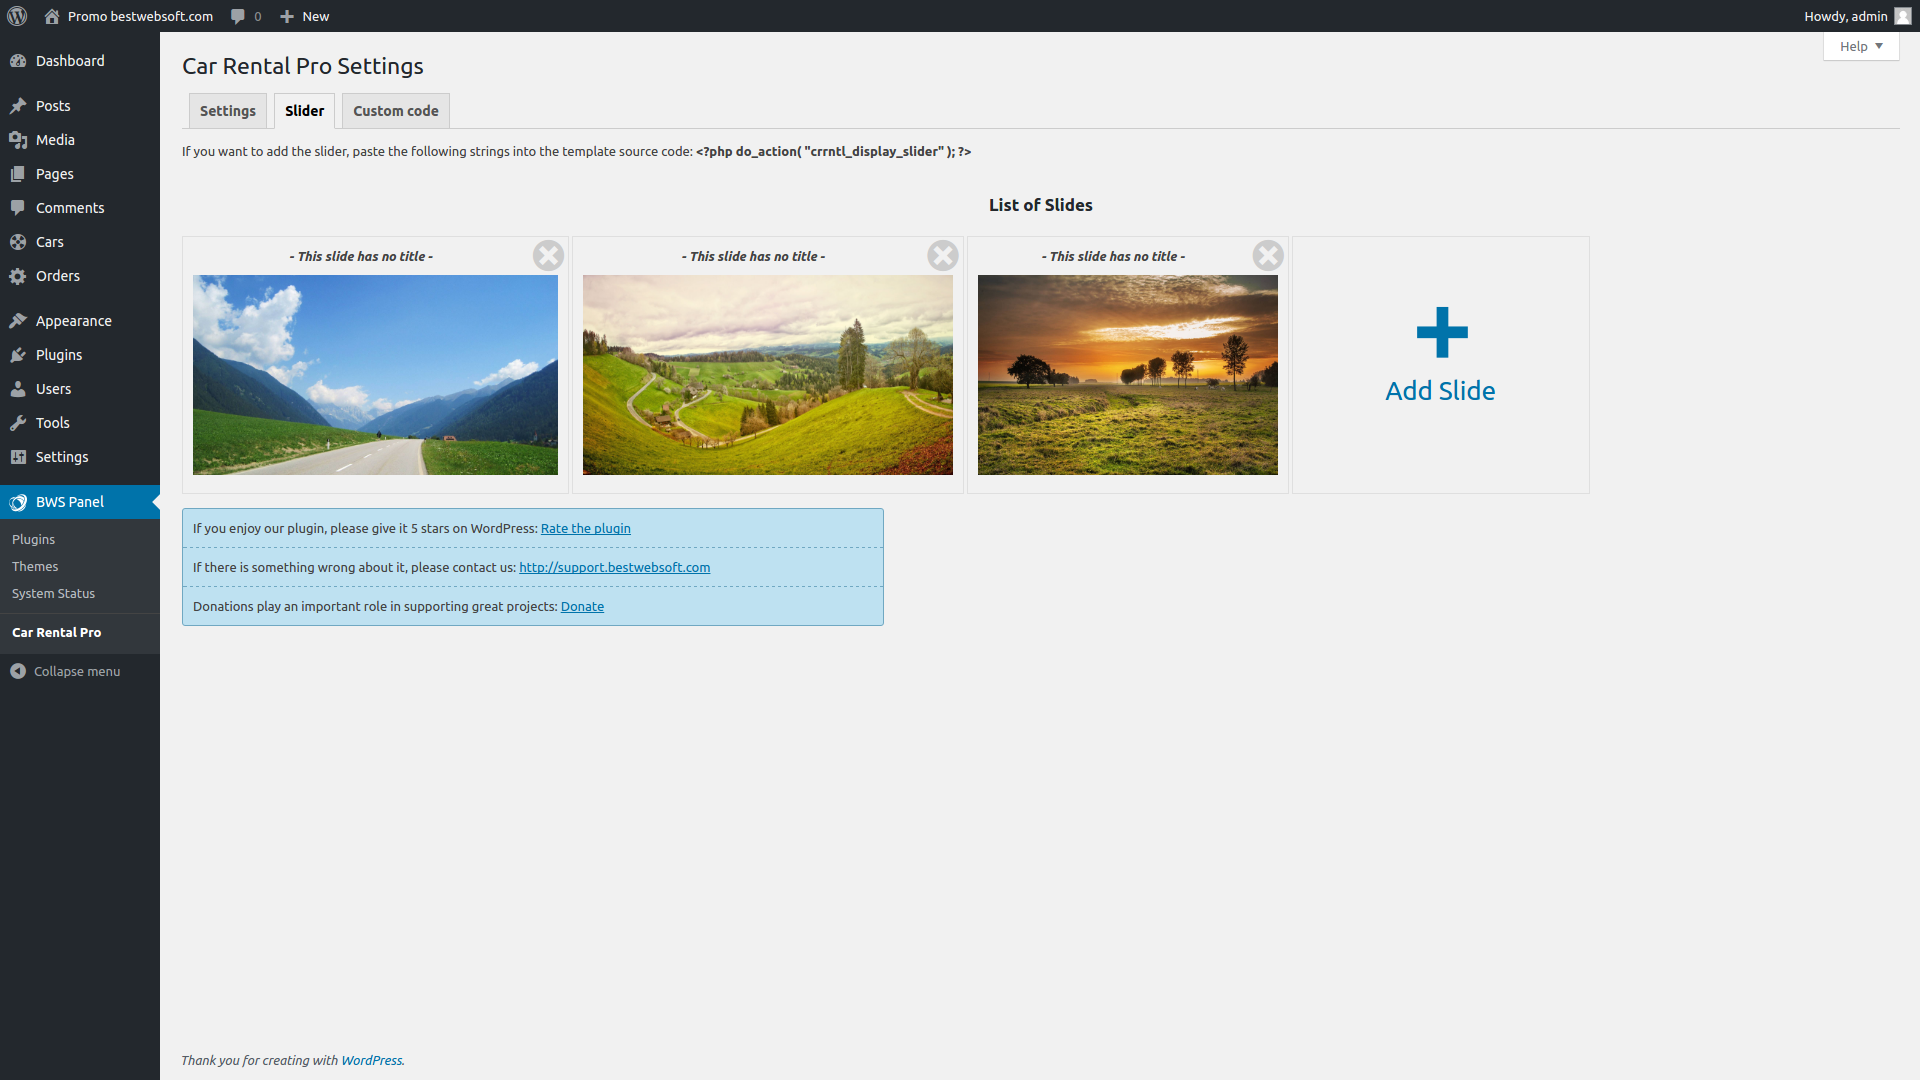 Promo bestwebsoft.com 0 New Howdy, admin
Help
Dashboard
Posts
Media
Pages
Comments
Cars
Orders
Appearance
Plugins
Users
Tools
Settings
BWS Panel
Plugins
Themes
System Status
Car Rental Pro
Collapse menu
Car Rental Pro Settings
Settings Slider Custom code
If you want to add the slider, paste the following strings into the template source code: <?php do_action( "crrntl_display_slider" ); ?>
List of Slides
- This slide has no title - - This slide has no title - - This slide has no title -
Add Slide
If you enjoy our plugin, please give it 5 stars on WordPress: Rate the plugin
If there is something wrong about it, please contact us: http://support.bestwebsoft.com
Donations play an important role in supporting great projects: Donate
Thank you for creating with WordPress.